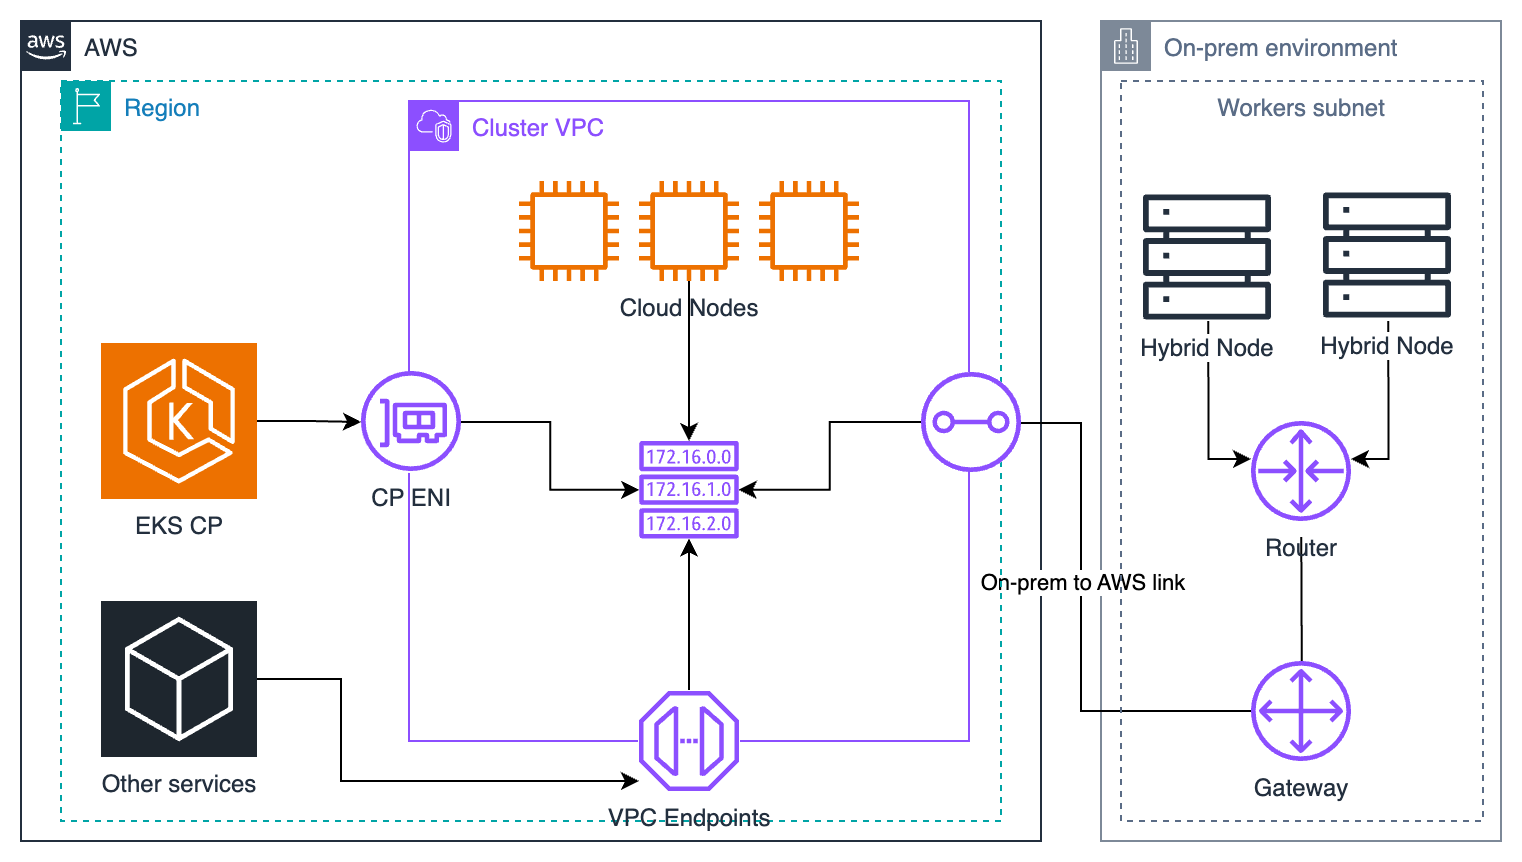 aws
AWS
On-prem environment
Region
Cluster VPC
Workers subnet
Cloud Nodes
Hybrid Node
Hybrid Node
K
172.16.0.0
172.16.1.0
172.16.2.0
CP ENI
EKS CP
Router
On-prem to AWS link
Other services
VPC Endpoints
Gateway